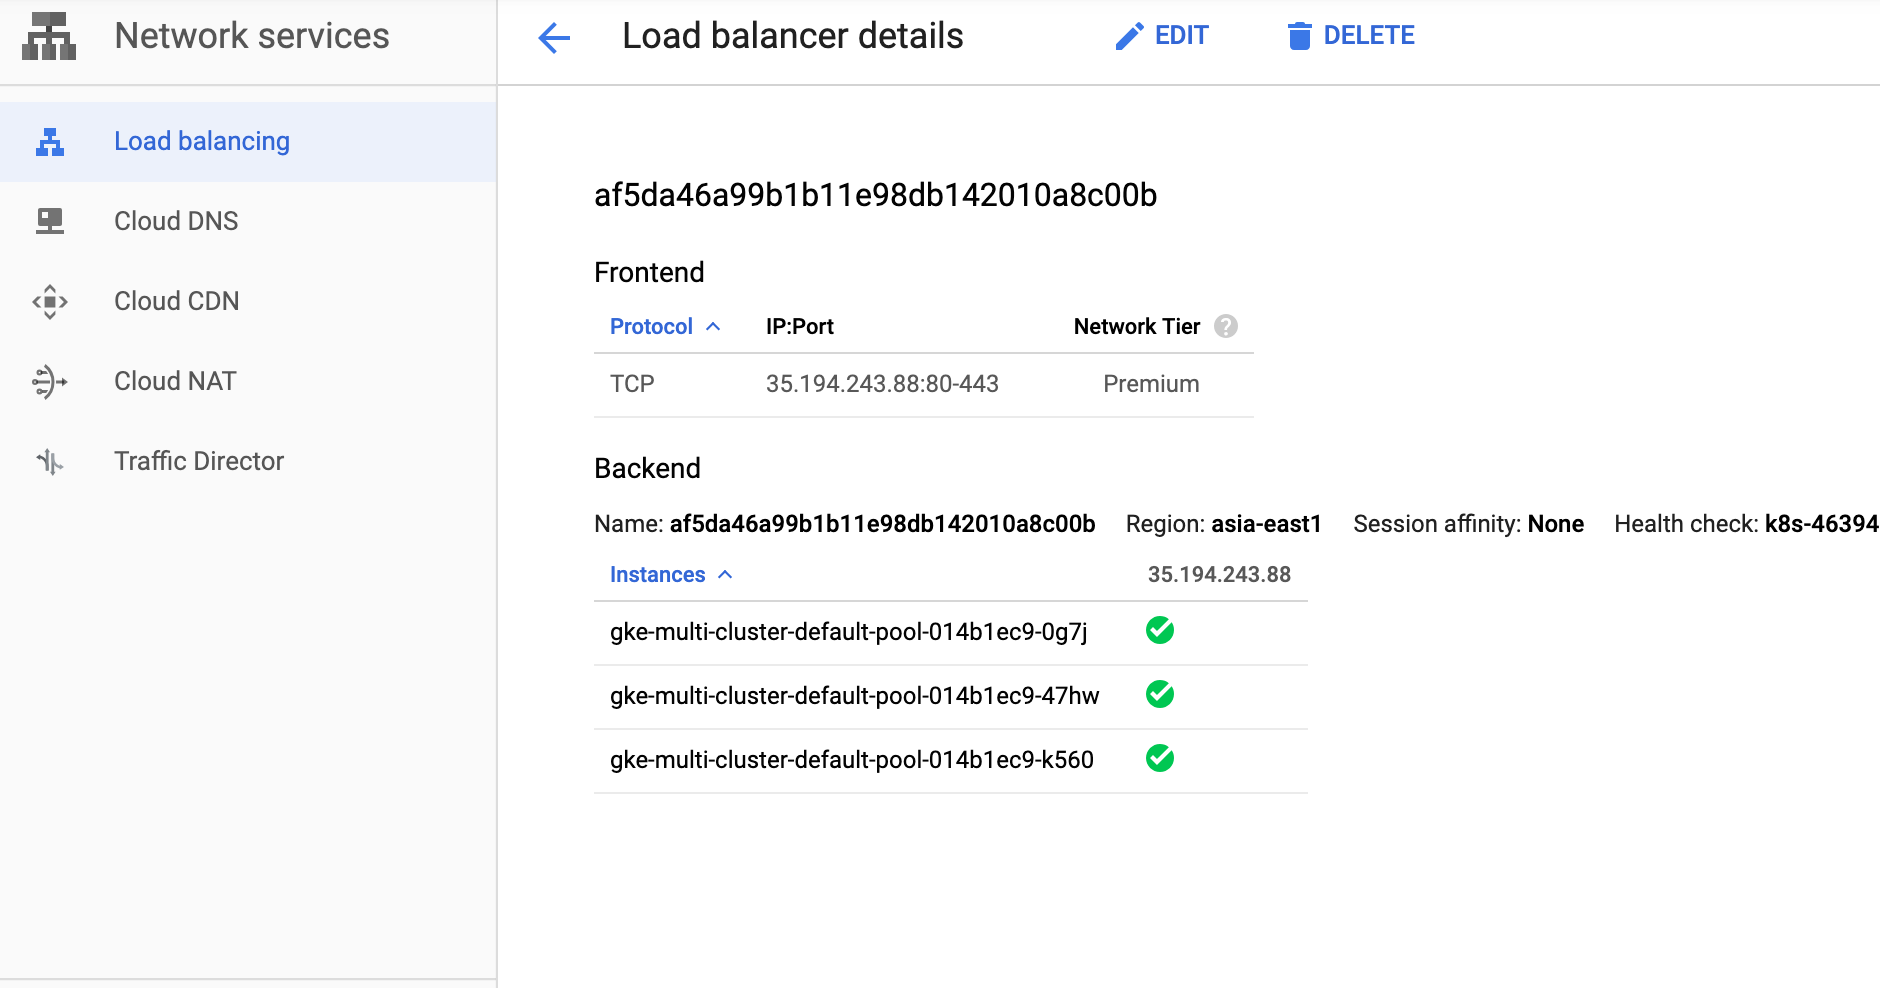 Network services
Load balancer details
EDIT
DELETE
Load balancing
Cloud DNS
Cloud CDN
Cloud NAT
Traffic Director
af5da46a99b1b11e98db142010a8c00b
Frontend
Protocol IP:Port Network Tier ?
TCP 35.194.243.88:80-443 Premium
Backend
Name: af5da46a99b1b11e98db142010a8c00b Region: asia-east1 Session affinity: None Health check: k8s-46394
Instances 35.194.243.88
gke-multi-cluster-default-pool-014b1ec9-0g7j
gke-multi-cluster-default-pool-014b1ec9-47hw
gke-multi-cluster-default-pool-014b1ec9-k560